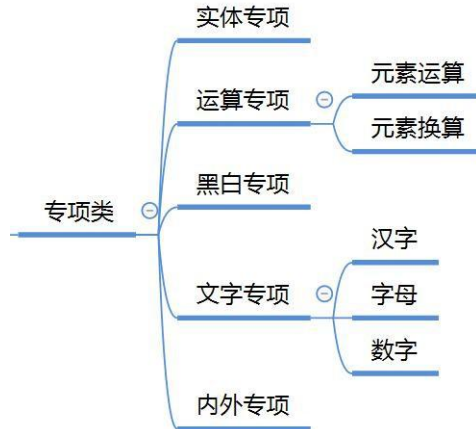 专项类
实体专项
运算专项
元素运算
元素换算
黑白专项
文字专项
汉字
字母
数字
内外专项